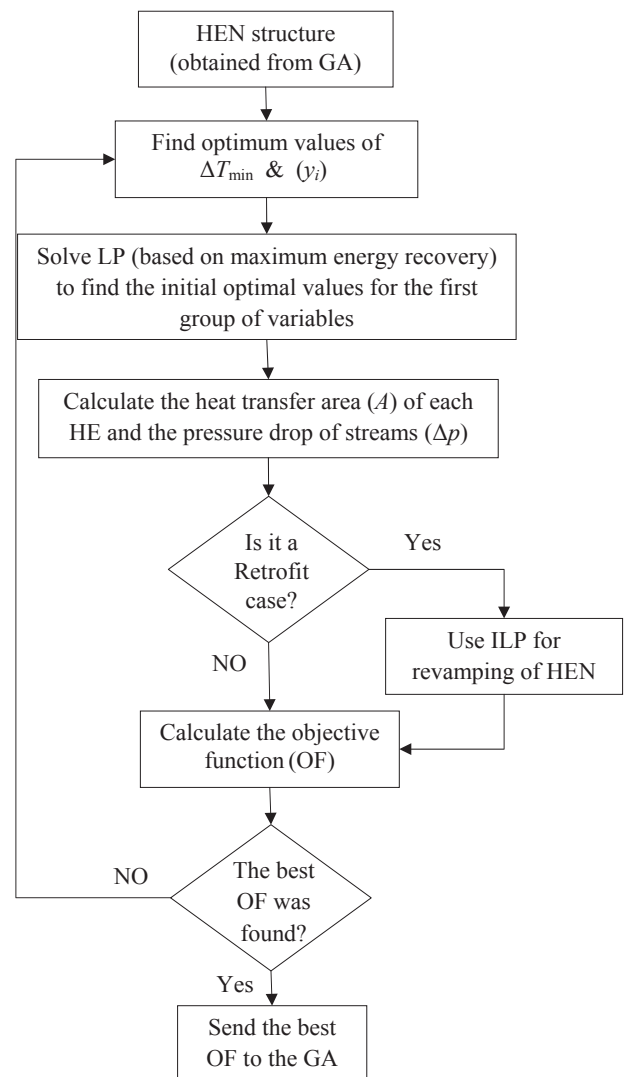 HEN structure
(obtained from GA)
Find optimum values of
ΔTmin & (yi)
Solve LP (based on maximum energy recovery)
to find the initial optimal values for the first
group of variables
Calculate the heat transfer area (A) of each
HE and the pressure drop of streams (Δp)
Is it a
Retrofit
case?
Yes
Use ILP for
revamping of HEN
NO
Calculate the objective
function (OF)
The best
OF was
found?
NO
Yes
Send the best
OF to the GA